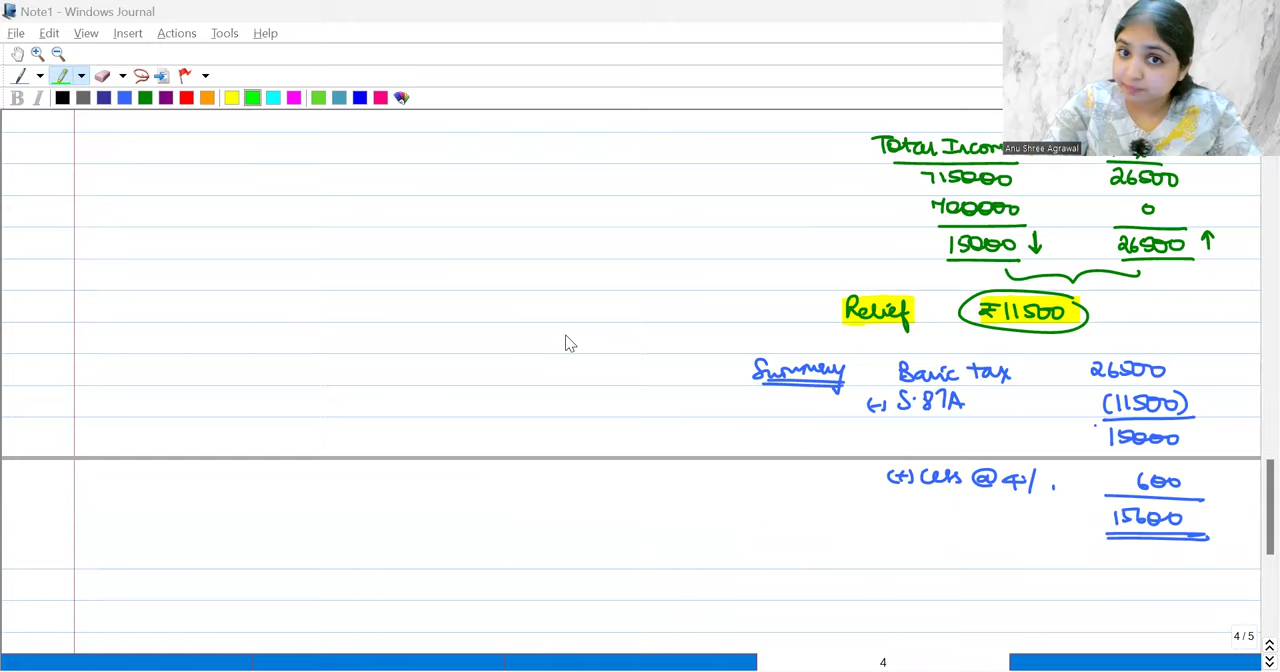 Note1 - Windows Journal
File Edit View Insert Actions Tools Help
B I
Anu Shree Agrawal
Total Incom
715000 26500
700000 0
15000 ↓ 26500 ↑
Relief ₹11500
Summary Basic tax 26500
(-) S.87A (11500)
15000
(+) Cess @ 4% . 600
15600
4 / 5
4